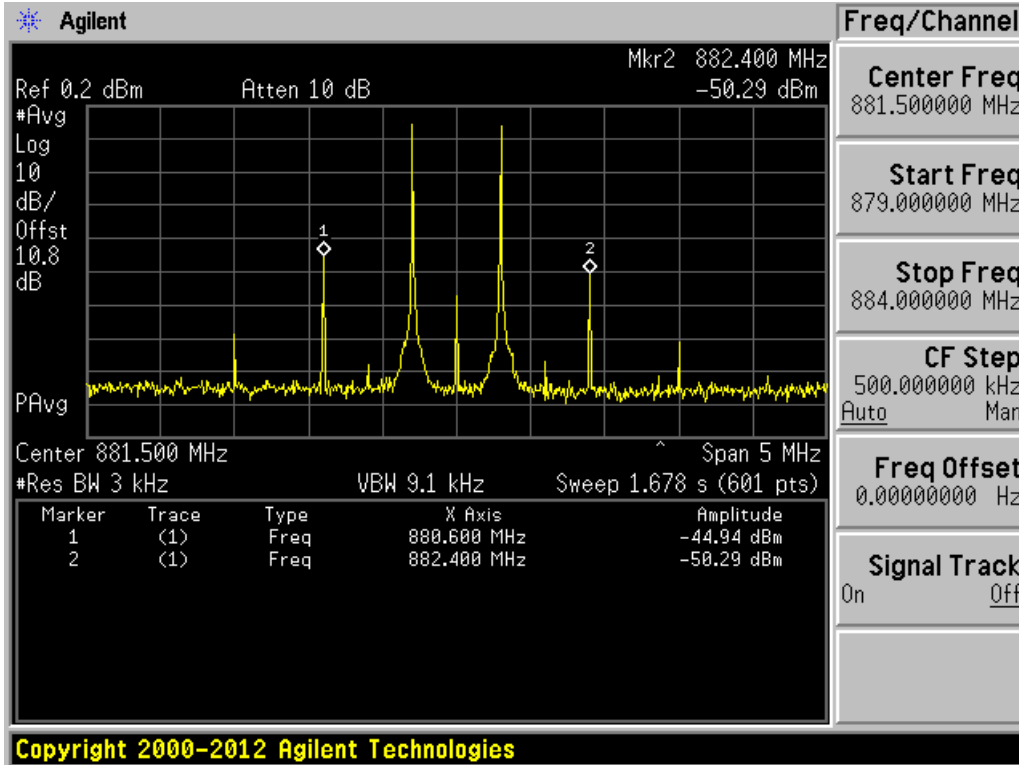 Agilent
Freq/Channel
Mkr2 882.400 MHz
Ref 0.2 dBm Atten 10 dB -50.29 dBm
#Avg
Log
10
dB/
Offst
10.8
dB
PAvg
1
2
Center 881.500 MHz ^ Span 5 MHz
#Res BW 3 kHz VBW 9.1 kHz Sweep 1.678 s (601 pts)
Marker Trace Type X Axis Amplitude
1 (1) Freq 880.600 MHz -44.94 dBm
2 (1) Freq 882.400 MHz -50.29 dBm
Center Freq
881.500000 MHz
Start Freq
879.000000 MHz
Stop Freq
884.000000 MHz
CF Step
500.000000 kHz
Auto Man
Freq Offset
0.00000000 Hz
Signal Track
On Off
Copyright 2000-2012 Agilent Technologies